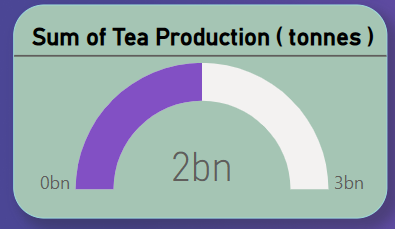 Sum of Tea Production ( tonnes )
2bn
0bn 3bn